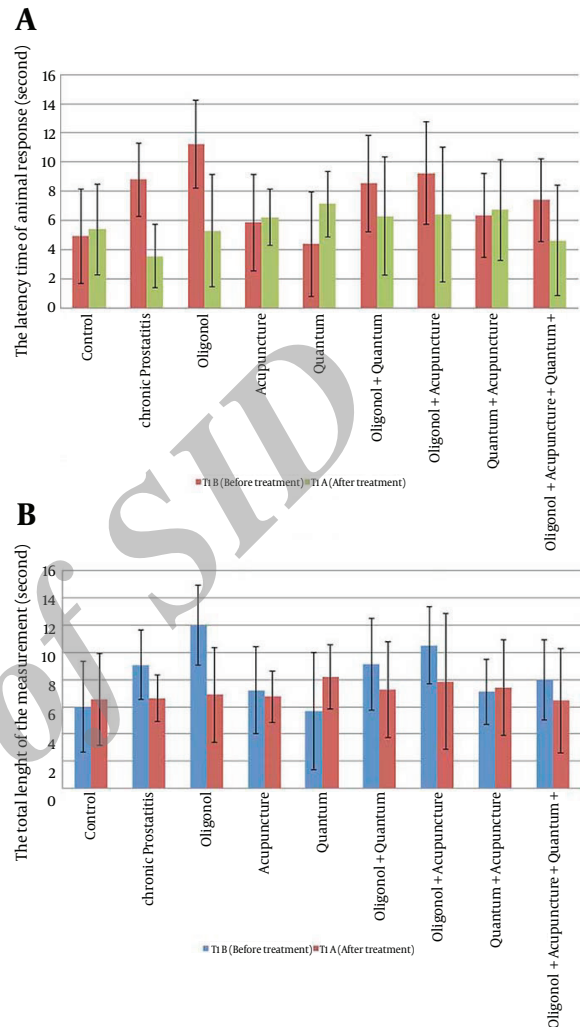 A
The latency time of animal response (second)
16
14
12
10
8
6
4
2
0
Control
chronic Prostatitis
Oligonol
Acupuncture
Quantum
Oligonol + Quantum
Oligonol + Acupuncture
Quantum + Acupuncture
Oligonol + Acupuncture + Quantum +
T1 B (Before treatment) T1 A (After treatment)
of SID
B
The total lenght of the measurement (second)
16
14
12
10
8
6
4
2
0
Control
chronic Prostatitis
Oligonol
Acupuncture
Quantum
Oligonol + Quantum
Oligonol + Acupuncture
Quantum + Acupuncture
Oligonol + Acupuncture + Quantum +
T1 B (Before treatment) T1 A (After treatment)